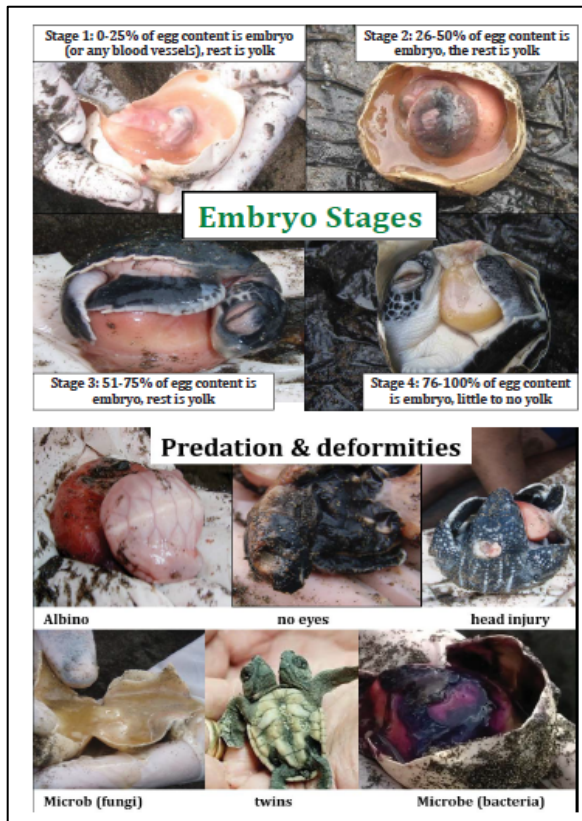 Stage 1: 0-25% of egg content is embryo
(or any blood vessels), rest is yolk
Stage 2: 26-50% of egg content is
embryo, the rest is yolk
Embryo Stages
Stage 3: 51-75% of egg content is
embryo, rest is yolk
Stage 4: 76-100% of egg content
is embryo, little to no yolk
Predation & deformities
Albino
no eyes
head injury
Microb (fungi)
twins
Microbe (bacteria)